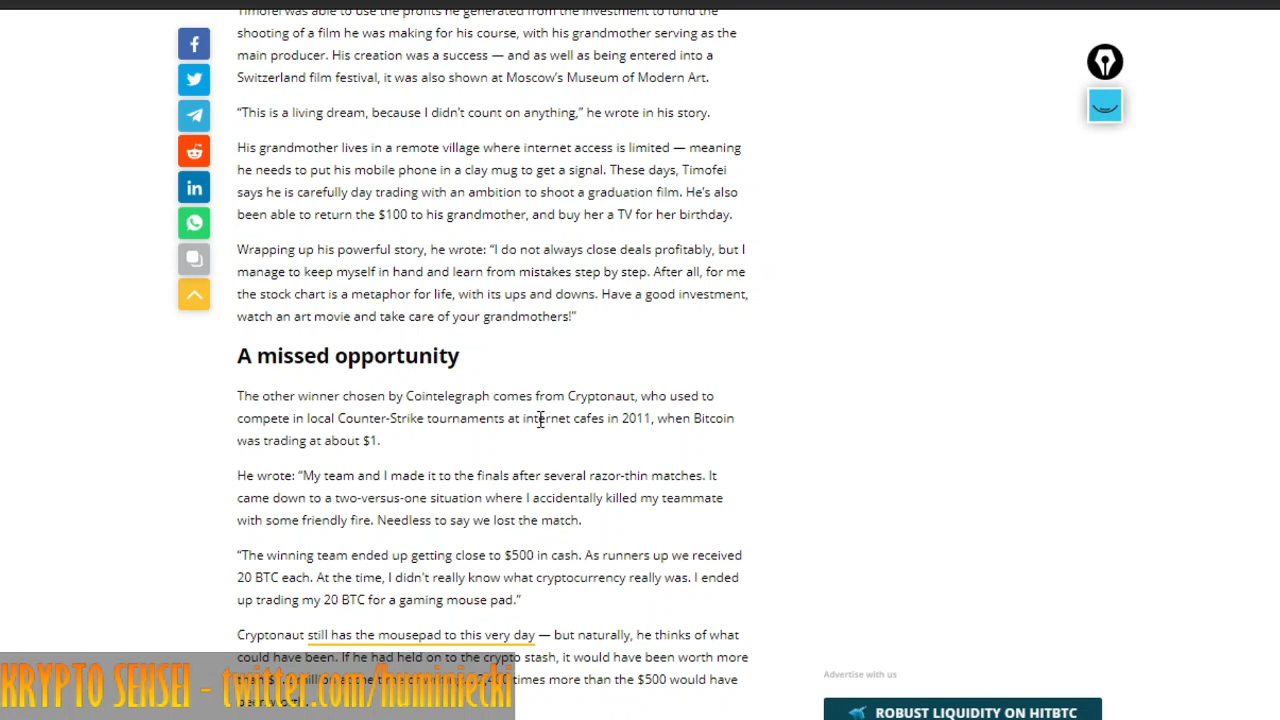 Timofei was able to use the profits he generated from the investment to fund the
shooting of a film he was making for his course, with his grandmother serving as the
main producer. His creation was a success — and as well as being entered into a
Switzerland film festival, it was also shown at Moscow's Museum of Modern Art.
“This is a living dream, because I didn't count on anything,” he wrote in his story.
His grandmother lives in a remote village where internet access is limited — meaning
he needs to put his mobile phone in a clay mug to get a signal. These days, Timofei
says he is carefully day trading with an ambition to shoot a graduation film. He's also
been able to return the $100 to his grandmother, and buy her a TV for her birthday.
Wrapping up his powerful story, he wrote: “I do not always close deals profitably, but I
manage to keep myself in hand and learn from mistakes step by step. After all, for me
the stock chart is a metaphor for life, with its ups and downs. Have a good investment,
watch an art movie and take care of your grandmothers!”
A missed opportunity
The other winner chosen by Cointelegraph comes from Cryptonaut, who used to
compete in local Counter-Strike tournaments at internet cafes in 2011, when Bitcoin
was trading at about $1.
He wrote: “My team and I made it to the finals after several razor-thin matches. It
came down to a two-versus-one situation where I accidentally killed my teammate
with some friendly fire. Needless to say we lost the match.
“The winning team ended up getting close to $500 in cash. As runners up we received
20 BTC each. At the time, I didn't really know what cryptocurrency really was. I ended
up trading my 20 BTC for a gaming mouse pad.”
Cryptonaut still has the mousepad to this very day — but naturally, he thinks of what
could have been. If he had held on to the crypto stash, it would have been worth more
times more than the $500 would have
KRYPTO SENSEI - twitter.com/huminiecki
Advertise with us
ROBUST LIQUIDITY ON HITBTC